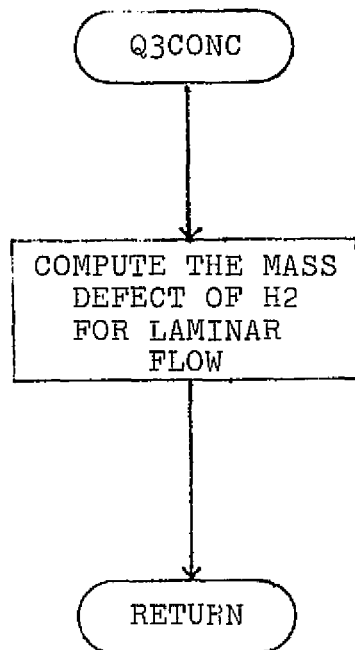 Q3CONC
COMPUTE THE MASS
DEFECT OF H2
FOR LAMINAR
FLOW
RETURN